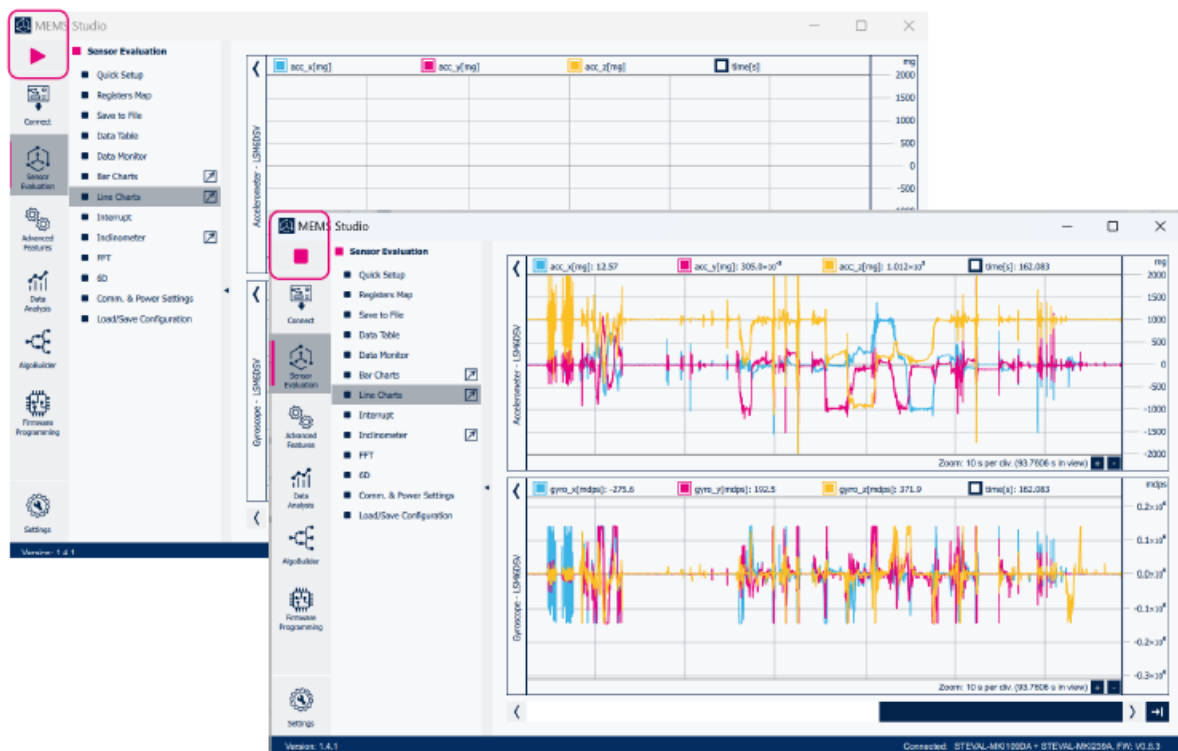 MEMS Studio
Sensor Evaluation
Quick Setup
Registers Map
Save to File
Data Table
Data Monitor
Bar Charts
Line Charts
Interrupt
Inclinometer
FFT
6D
Comm. & Power Settings
Load/Save Configuration
Connect
Sensor
Evaluation
Advanced
Features
Data
Analysis
AlgoBuilder
Firmware
Programming
Settings
Version: 1.4.1
acc_x[mg] acc_y[mg] acc_z[mg] time[s]
mg
2000
1500
1000
500
0
-500
-1000
Accelerometer - LSM6DSV
Gyroscope - LSM6DSV
MEMS Studio
Sensor Evaluation
Quick Setup
Registers Map
Save to File
Data Table
Data Monitor
Bar Charts
Line Charts
Interrupt
Inclinometer
FFT
6D
Comm. & Power Settings
Load/Save Configuration
Connect
Sensor
Evaluation
Advanced
Features
Data
Analysis
AlgoBuilder
Firmware
Programming
Settings
acc_x[mg]: 12.57 acc_y[mg]: 305.0×10⁻³ acc_z[mg]: 1.012×10³ time[s]: 162.083
mg
2000
1500
1000
500
0
-500
-1000
-1500
-2000
Accelerometer - LSM6DSV
Zoom: 10 s per div. (93.7606 s in view) + -
gyro_x[mdps]: -275.6 gyro_y[mdps]: 192.5 gyro_z[mdps]: 371.9 time[s]: 162.083
mdps
0.2×10⁶
0.1×10⁶
0.0×10⁶
-0.1×10⁶
-0.2×10⁶
-0.3×10⁶
Gyroscope - LSM6DSV
Zoom: 10 s per div. (93.7606 s in view) + -
Version: 1.4.1
Connected: STEVAL-MKI109DA + STEVAL-MKI239A, FW: V0.8.3